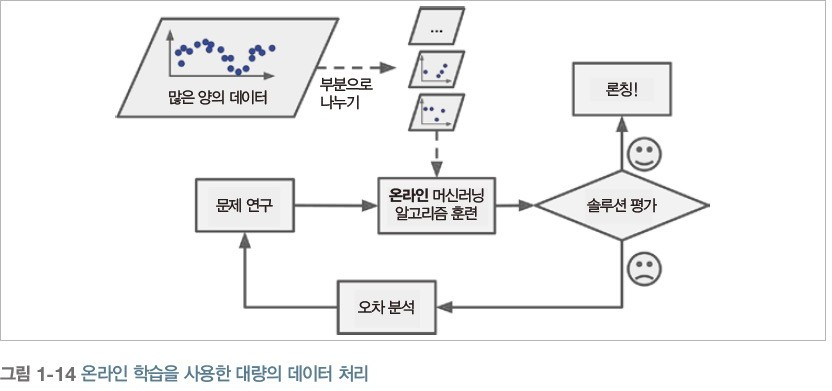 ...
많은 양의 데이터
부분으로
나누기
론칭!
문제 연구
온라인 머신러닝
알고리즘 훈련
솔루션 평가
오차 분석
그림 1-14 온라인 학습을 사용한 대량의 데이터 처리